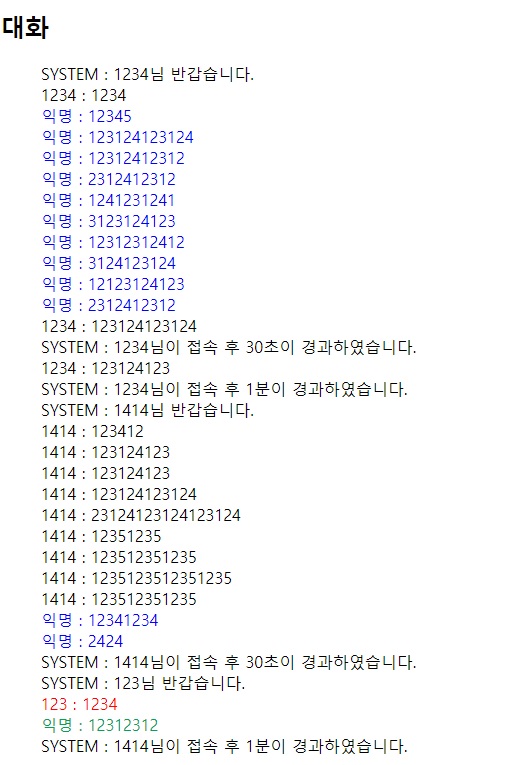 대화
SYSTEM : 1234님 반갑습니다.
1234 : 1234
익명 : 12345
익명 : 123124123124
익명 : 12312412312
익명 : 2312412312
익명 : 1241231241
익명 : 3123124123
익명 : 12312312412
익명 : 3124123124
익명 : 12123124123
익명 : 2312412312
1234 : 123124123124
SYSTEM : 1234님이 접속 후 30초이 경과하였습니다.
1234 : 123124123
SYSTEM : 1234님이 접속 후 1분이 경과하였습니다.
SYSTEM : 1414님 반갑습니다.
1414 : 123412
1414 : 123124123
1414 : 123124123
1414 : 123124123124
1414 : 23124123124123124
1414 : 12351235
1414 : 123512351235
1414 : 1235123512351235
1414 : 123512351235
익명 : 12341234
익명 : 2424
SYSTEM : 1414님이 접속 후 30초이 경과하였습니다.
SYSTEM : 123님 반갑습니다.
123 : 1234
익명 : 12312312
SYSTEM : 1414님이 접속 후 1분이 경과하였습니다.